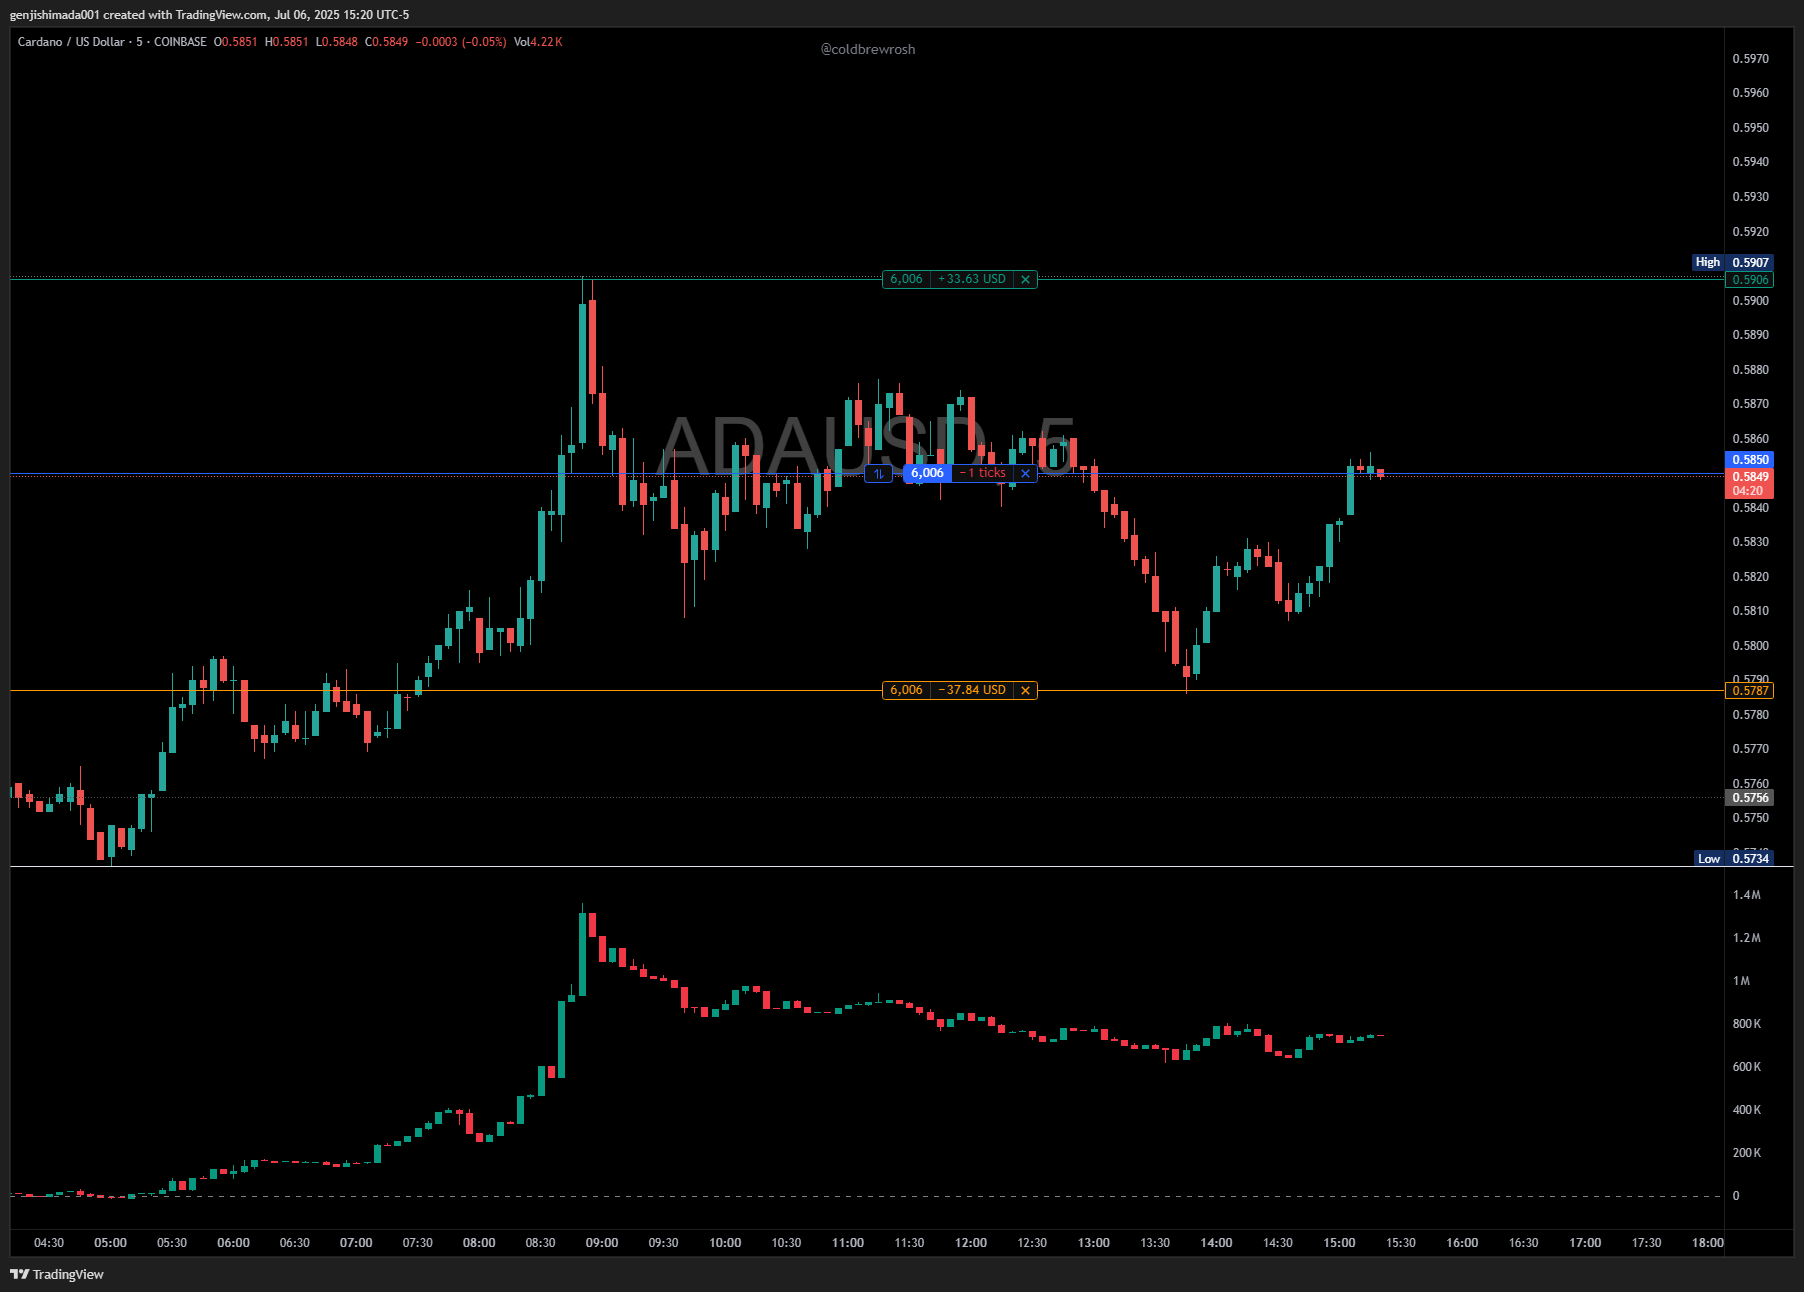 genjishimada001 created with TradingView.com, Jul 06, 2025 15:20 UTC-5
Cardano / US Dollar · 5 · COINBASE O0.5851 H0.5851 L0.5848 C0.5849 −0.0003 (−0.05%) Vol4.22 K
@coldbrewrosh
0.5970
0.5960
0.5950
0.5940
0.5930
0.5920
High 0.5907
6,006 +33.63 USD
0.5906
0.5900
0.5890
0.5880
0.5870
ADAUSD, 5
0.5860
0.5850
6,006 −1 ticks
0.5849
04:20
0.5840
0.5830
0.5820
0.5810
0.5800
0.5790
6,006 −37.84 USD
0.5787
0.5780
0.5770
0.5760
0.5756
0.5750
Low 0.5734
1.4M
1.2M
1M
800K
600K
400K
200K
0
04:30 05:00 05:30 06:00 06:30 07:00 07:30 08:00 08:30 09:00 09:30 10:00 10:30 11:00 11:30 12:00 12:30 13:00 13:30 14:00 14:30 15:00 15:30 16:00 16:30 17:00 17:30 18:00
TradingView